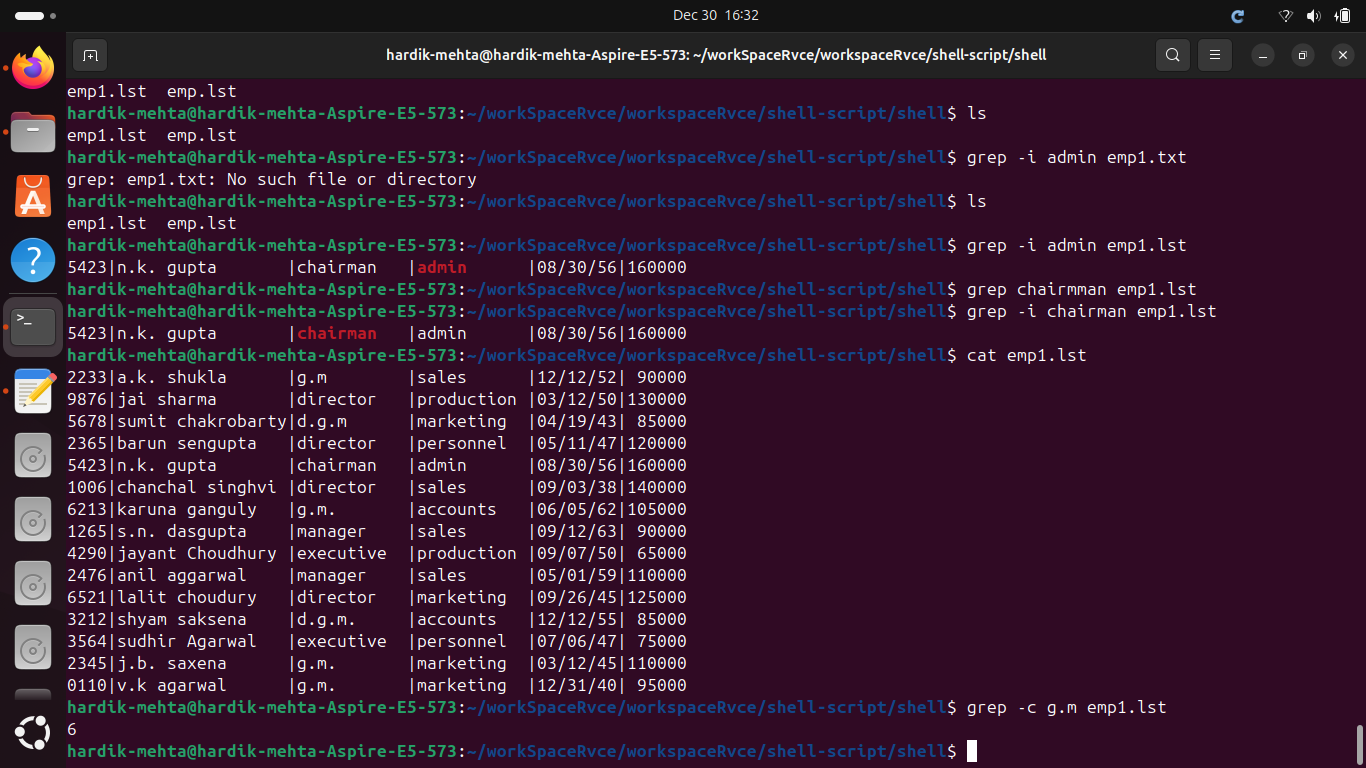 Dec 30  16:32
hardik-mehta@hardik-mehta-Aspire-E5-573: ~/workSpaceRvce/workspaceRvce/shell-script/shell
emp1.lst  emp.lst
hardik-mehta@hardik-mehta-Aspire-E5-573:~/workSpaceRvce/workspaceRvce/shell-script/shell$ ls
emp1.lst  emp.lst
hardik-mehta@hardik-mehta-Aspire-E5-573:~/workSpaceRvce/workspaceRvce/shell-script/shell$ grep -i admin emp1.txt
grep: emp1.txt: No such file or directory
hardik-mehta@hardik-mehta-Aspire-E5-573:~/workSpaceRvce/workspaceRvce/shell-script/shell$ ls
emp1.lst  emp.lst
hardik-mehta@hardik-mehta-Aspire-E5-573:~/workSpaceRvce/workspaceRvce/shell-script/shell$ grep -i admin emp1.lst
5423|n.k. gupta       |chairman   |admin      |08/30/56|160000
hardik-mehta@hardik-mehta-Aspire-E5-573:~/workSpaceRvce/workspaceRvce/shell-script/shell$ grep chairmman emp1.lst
hardik-mehta@hardik-mehta-Aspire-E5-573:~/workSpaceRvce/workspaceRvce/shell-script/shell$ grep -i chairman emp1.lst
5423|n.k. gupta       |chairman   |admin      |08/30/56|160000
hardik-mehta@hardik-mehta-Aspire-E5-573:~/workSpaceRvce/workspaceRvce/shell-script/shell$ cat emp1.lst
2233|a.k. shukla      |g.m        |sales      |12/12/52| 90000
9876|jai sharma       |director   |production |03/12/50|130000
5678|sumit chakrobarty|d.g.m      |marketing  |04/19/43| 85000
2365|barun sengupta   |director   |personnel  |05/11/47|120000
5423|n.k. gupta       |chairman   |admin      |08/30/56|160000
1006|chanchal singhvi |director   |sales      |09/03/38|140000
6213|karuna ganguly   |g.m.       |accounts   |06/05/62|105000
1265|s.n. dasgupta    |manager    |sales      |09/12/63| 90000
4290|jayant Choudhury |executive  |production |09/07/50| 65000
2476|anil aggarwal    |manager    |sales      |05/01/59|110000
6521|lalit choudury   |director   |marketing  |09/26/45|125000
3212|shyam saksena    |d.g.m.     |accounts   |12/12/55| 85000
3564|sudhir Agarwal   |executive  |personnel  |07/06/47| 75000
2345|j.b. saxena      |g.m.       |marketing  |03/12/45|110000
0110|v.k agarwal      |g.m.       |marketing  |12/31/40| 95000
hardik-mehta@hardik-mehta-Aspire-E5-573:~/workSpaceRvce/workspaceRvce/shell-script/shell$ grep -c g.m emp1.lst
6
hardik-mehta@hardik-mehta-Aspire-E5-573:~/workSpaceRvce/workspaceRvce/shell-script/shell$